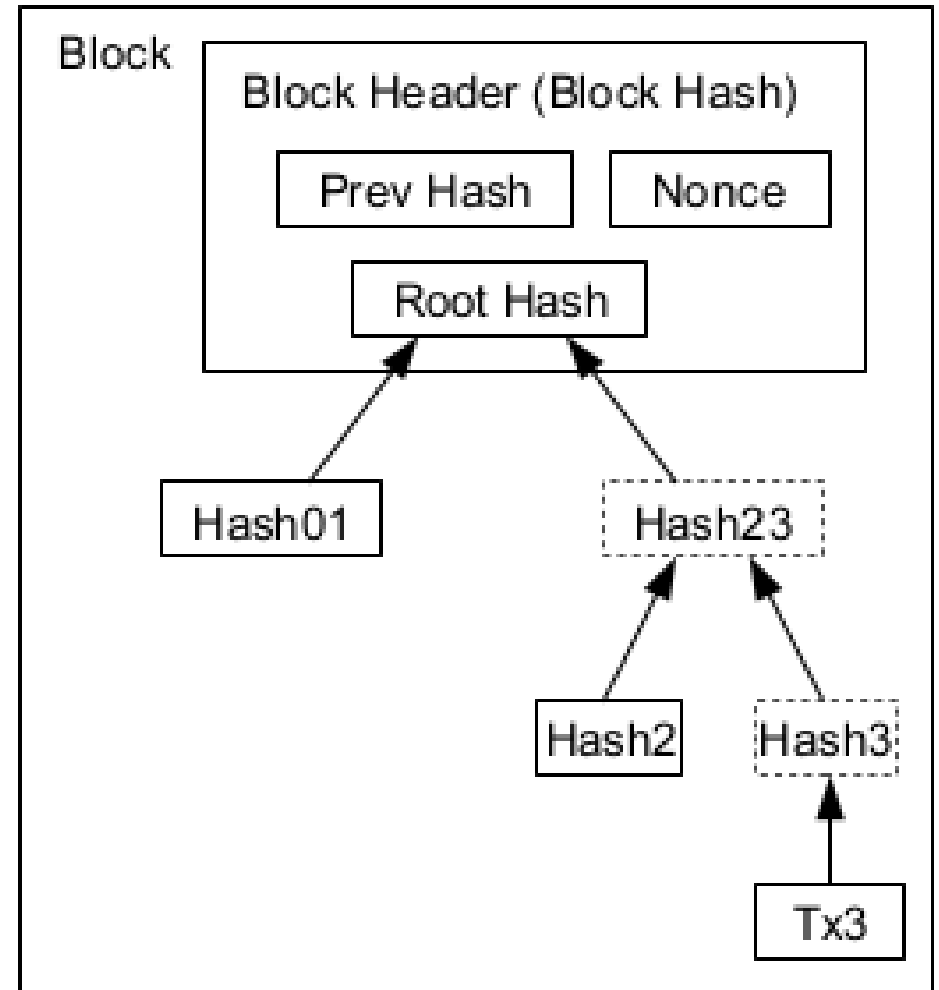 Block
Block Header (Block Hash)
Prev Hash
Nonce
Root Hash
Hash01
Hash23
Hash2
Hash3
Tx3